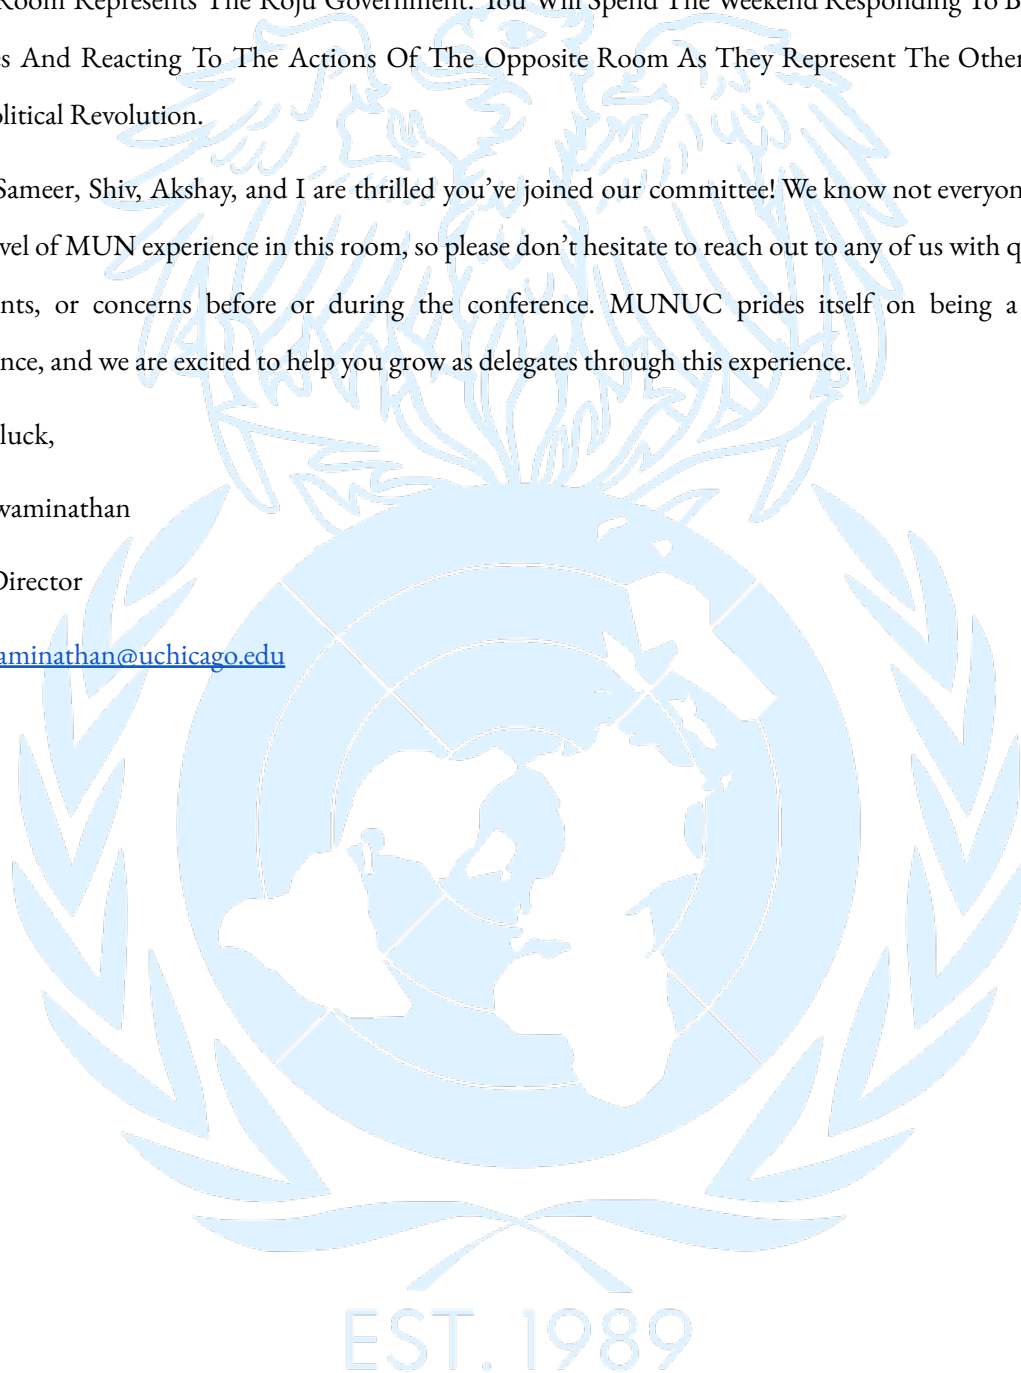 Room Represents The Roju Government. You Will Spend The Weekend Responding To B
s And Reacting To The Actions Of The Opposite Room As They Represent The Other
olitical Revolution.
Sameer, Shiv, Akshay, and I are thrilled you've joined our committee! We know not everyon
vel of MUN experience in this room, so please don't hesitate to reach out to any of us with q
nts, or concerns before or during the conference. MUNUC prides itself on being a
nce, and we are excited to help you grow as delegates through this experience.
luck,
waminathan
Director
aminathan@uchicago.edu
EST. 1989